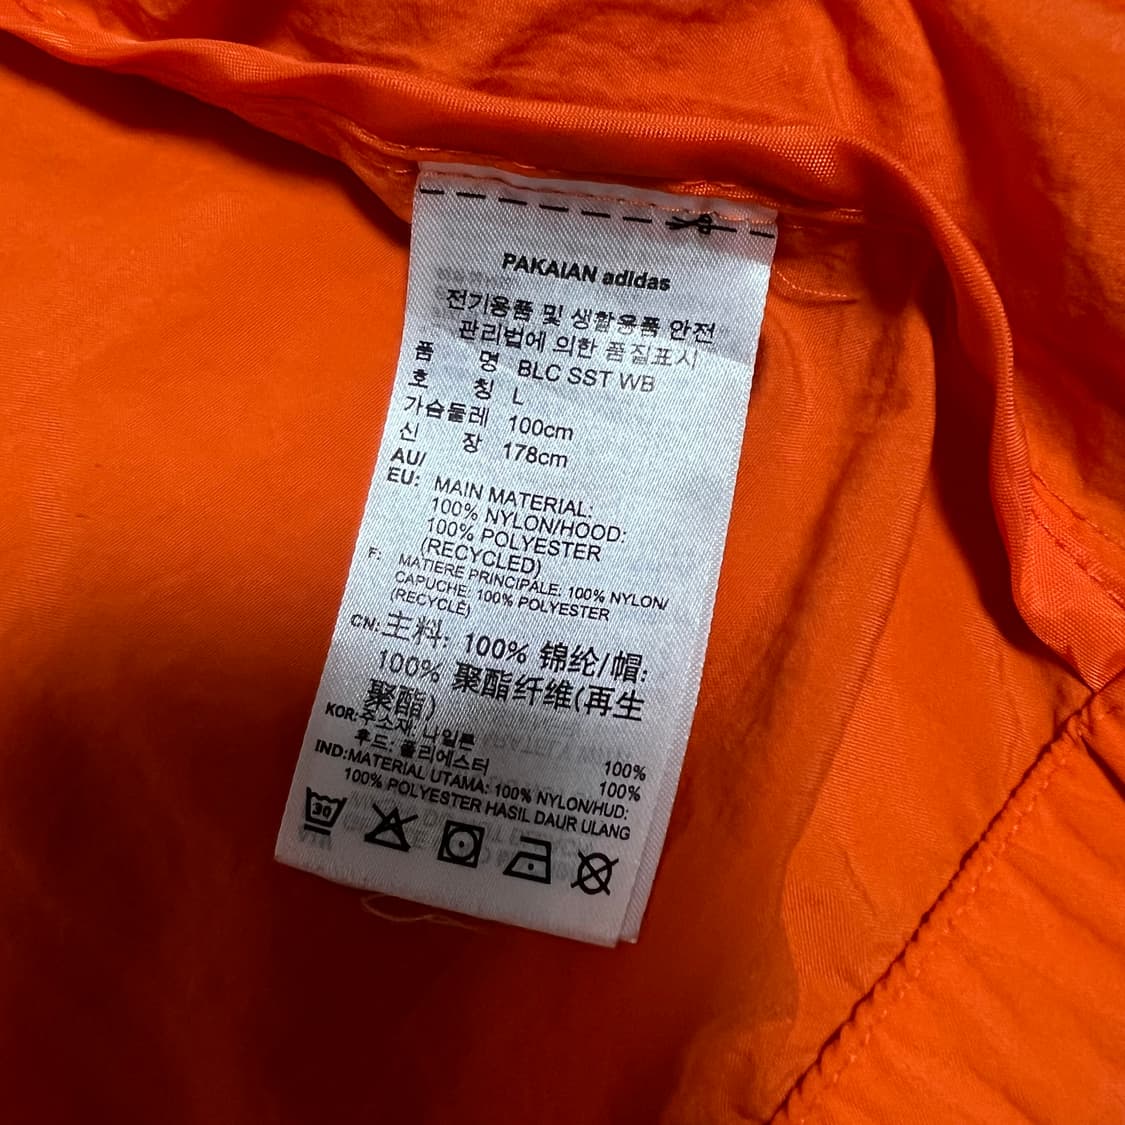 PAKAIAN adidas
전기용품 및 생활용품 안전
관리법에 의한 품질표시
품 명 BLC SST WB
호 칭 L
가슴둘레 100cm
신 장 178cm
AU/
EU: MAIN MATERIAL:
100% NYLON/HOOD:
100% POLYESTER
(RECYCLED)
F: MATIERE PRINCIPALE: 100% NYLON/
CAPUCHE: 100% POLYESTER
(RECYCLÉ)
CN: 主料: 100% 锦纶/帽:
100% 聚酯纤维(再生
聚酯)
KOR: 주소재: 나일론 100%
후드: 폴리에스터 100%
IND: MATERIAL UTAMA: 100% NYLON/HUD:
100% POLYESTER HASIL DAUR ULANG
30